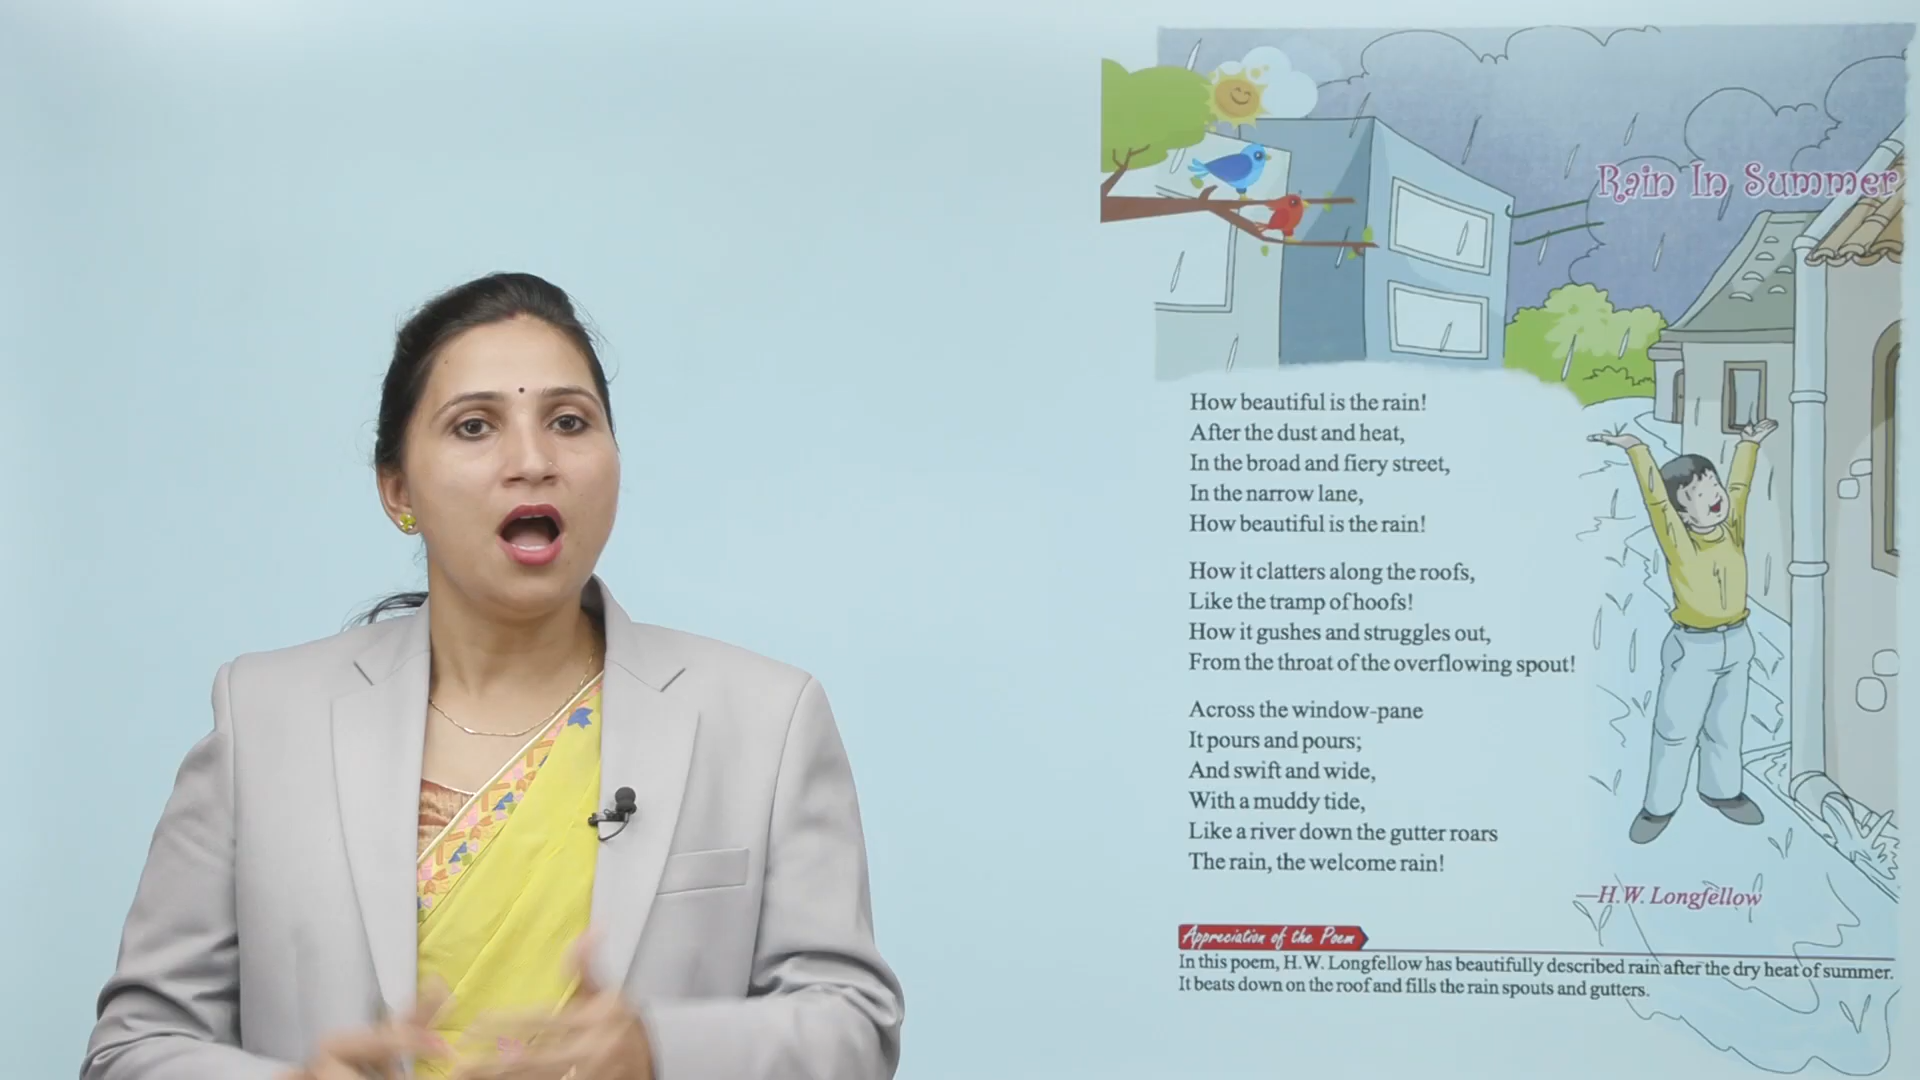 Rain In Summer
How beautiful is the rain!
After the dust and heat,
In the broad and fiery street,
In the narrow lane,
How beautiful is the rain!
How it clatters along the roofs,
Like the tramp of hoofs!
How it gushes and struggles out,
From the throat of the overflowing spout!
Across the window-pane
It pours and pours;
And swift and wide,
With a muddy tide,
Like a river down the gutter roars
The rain, the welcome rain!
—H.W. Longfellow
Appreciation of the Poem
In this poem, H.W. Longfellow has beautifully described rain after the dry heat of summer.
It beats down on the roof and fills the rain spouts and gutters.